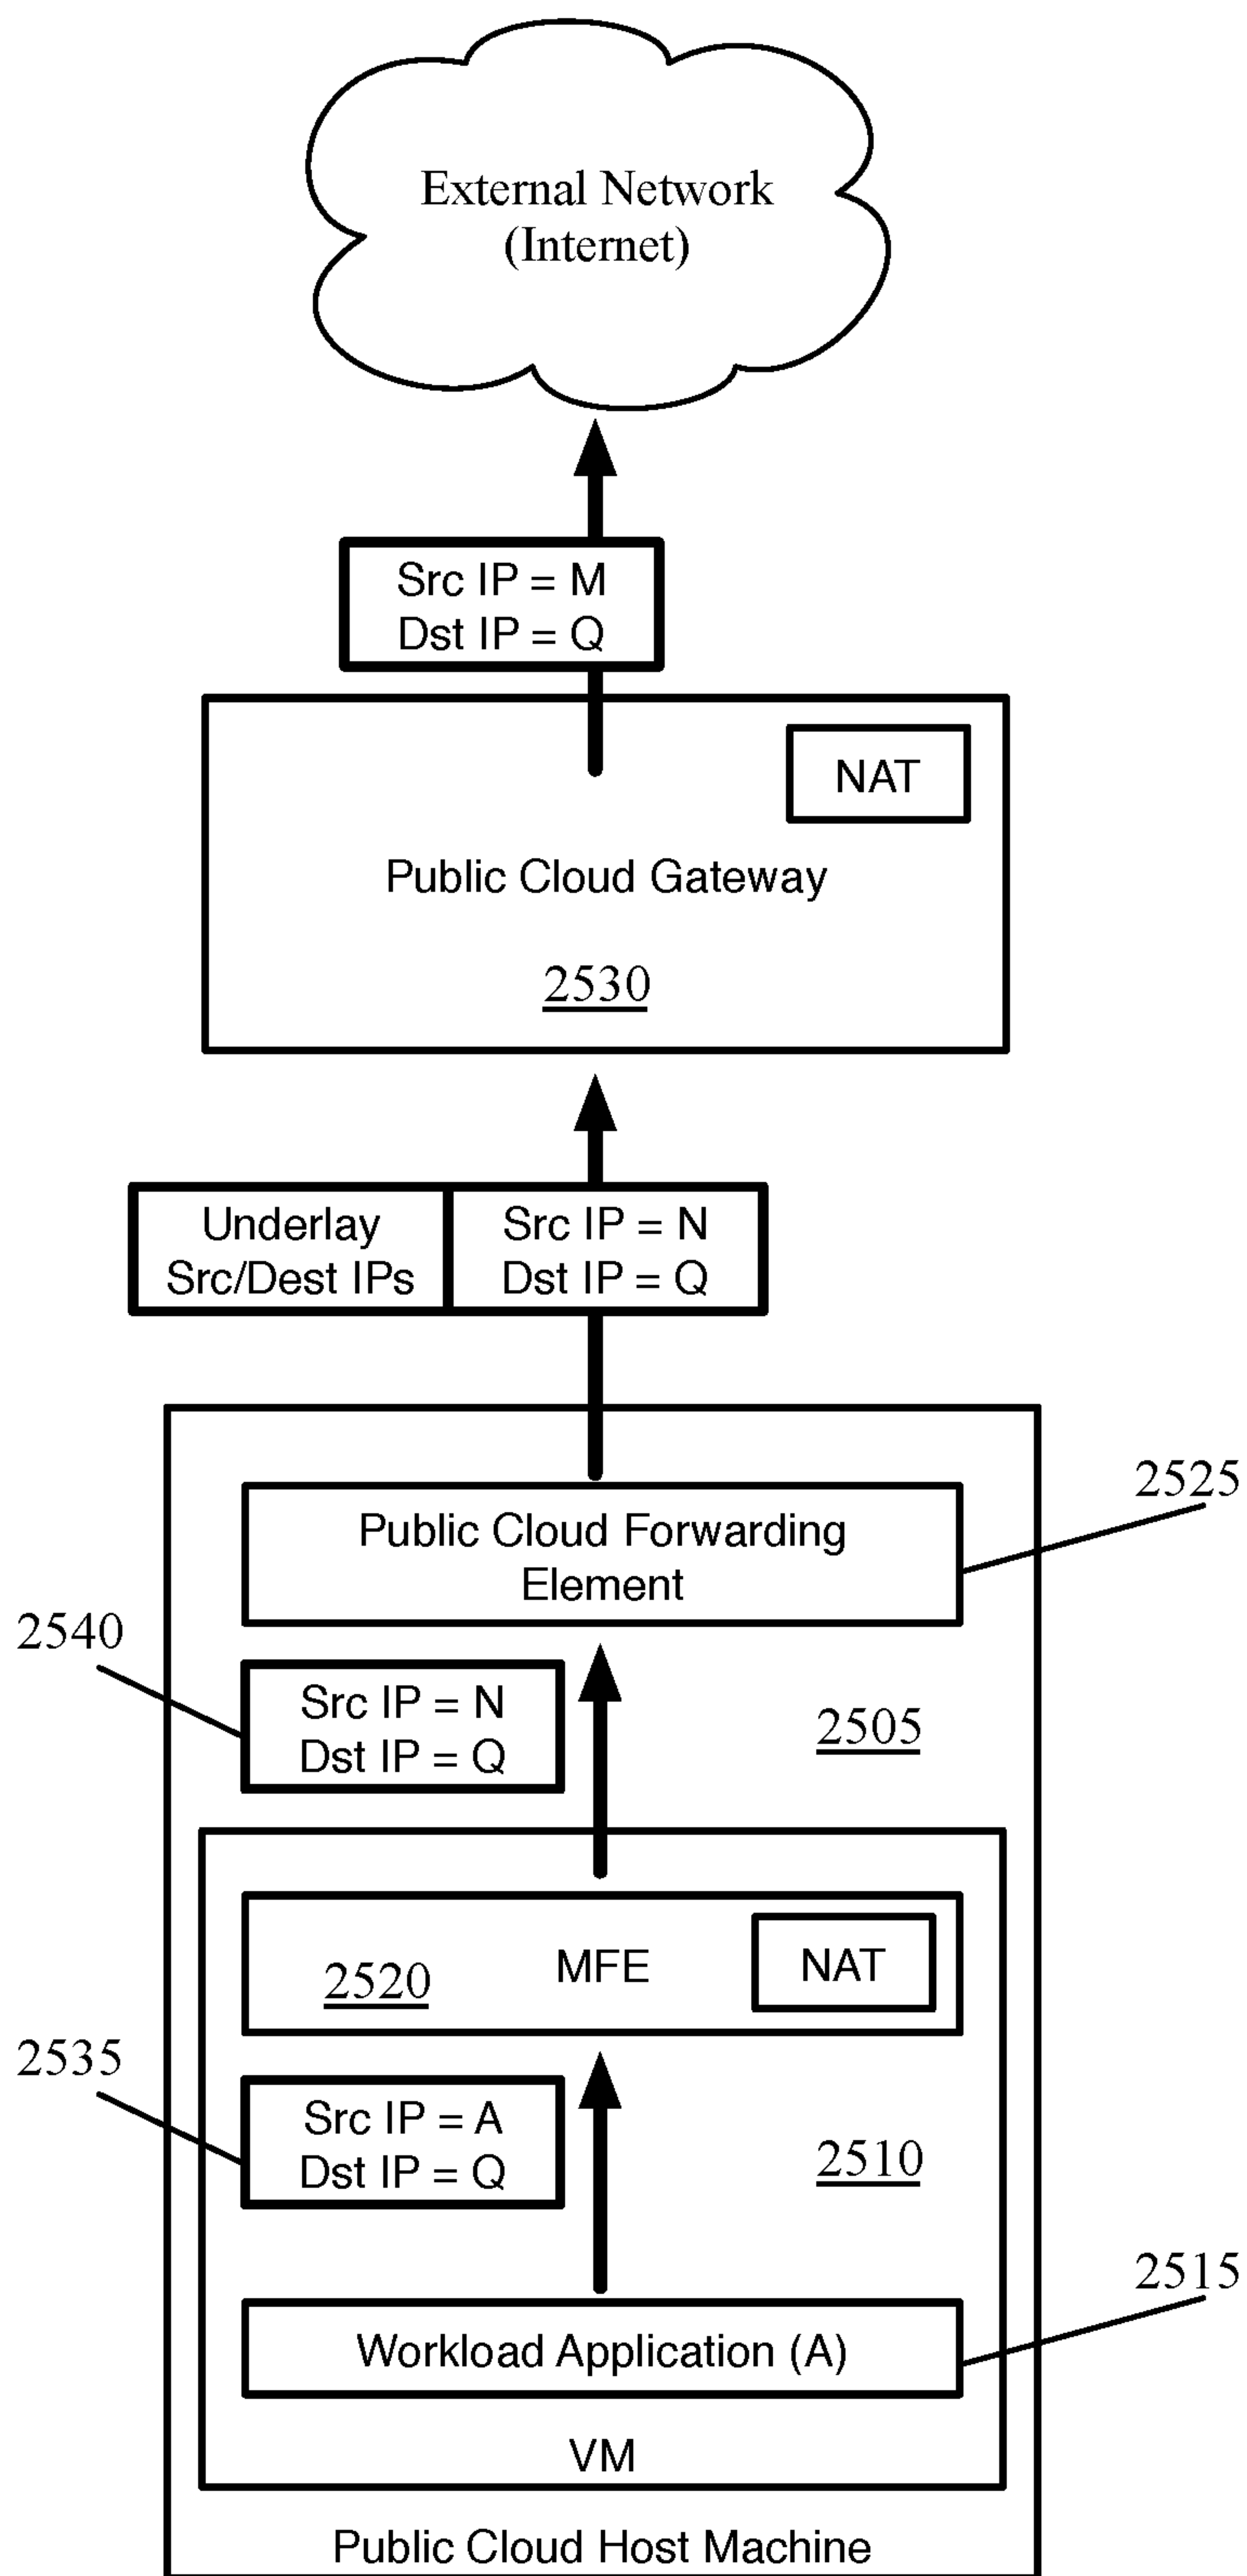 External Network
(Internet)
Src IP = M
Dst IP = Q
NAT
Public Cloud Gateway
2530
Underlay
Src/Dest IPs
Src IP = N
Dst IP = Q
2525
Public Cloud Forwarding
Element
2540
Src IP = N
Dst IP = Q
2505
2520
MFE
NAT
2535
Src IP = A
Dst IP = Q
2510
2515
Workload Application (A)
VM
Public Cloud Host Machine